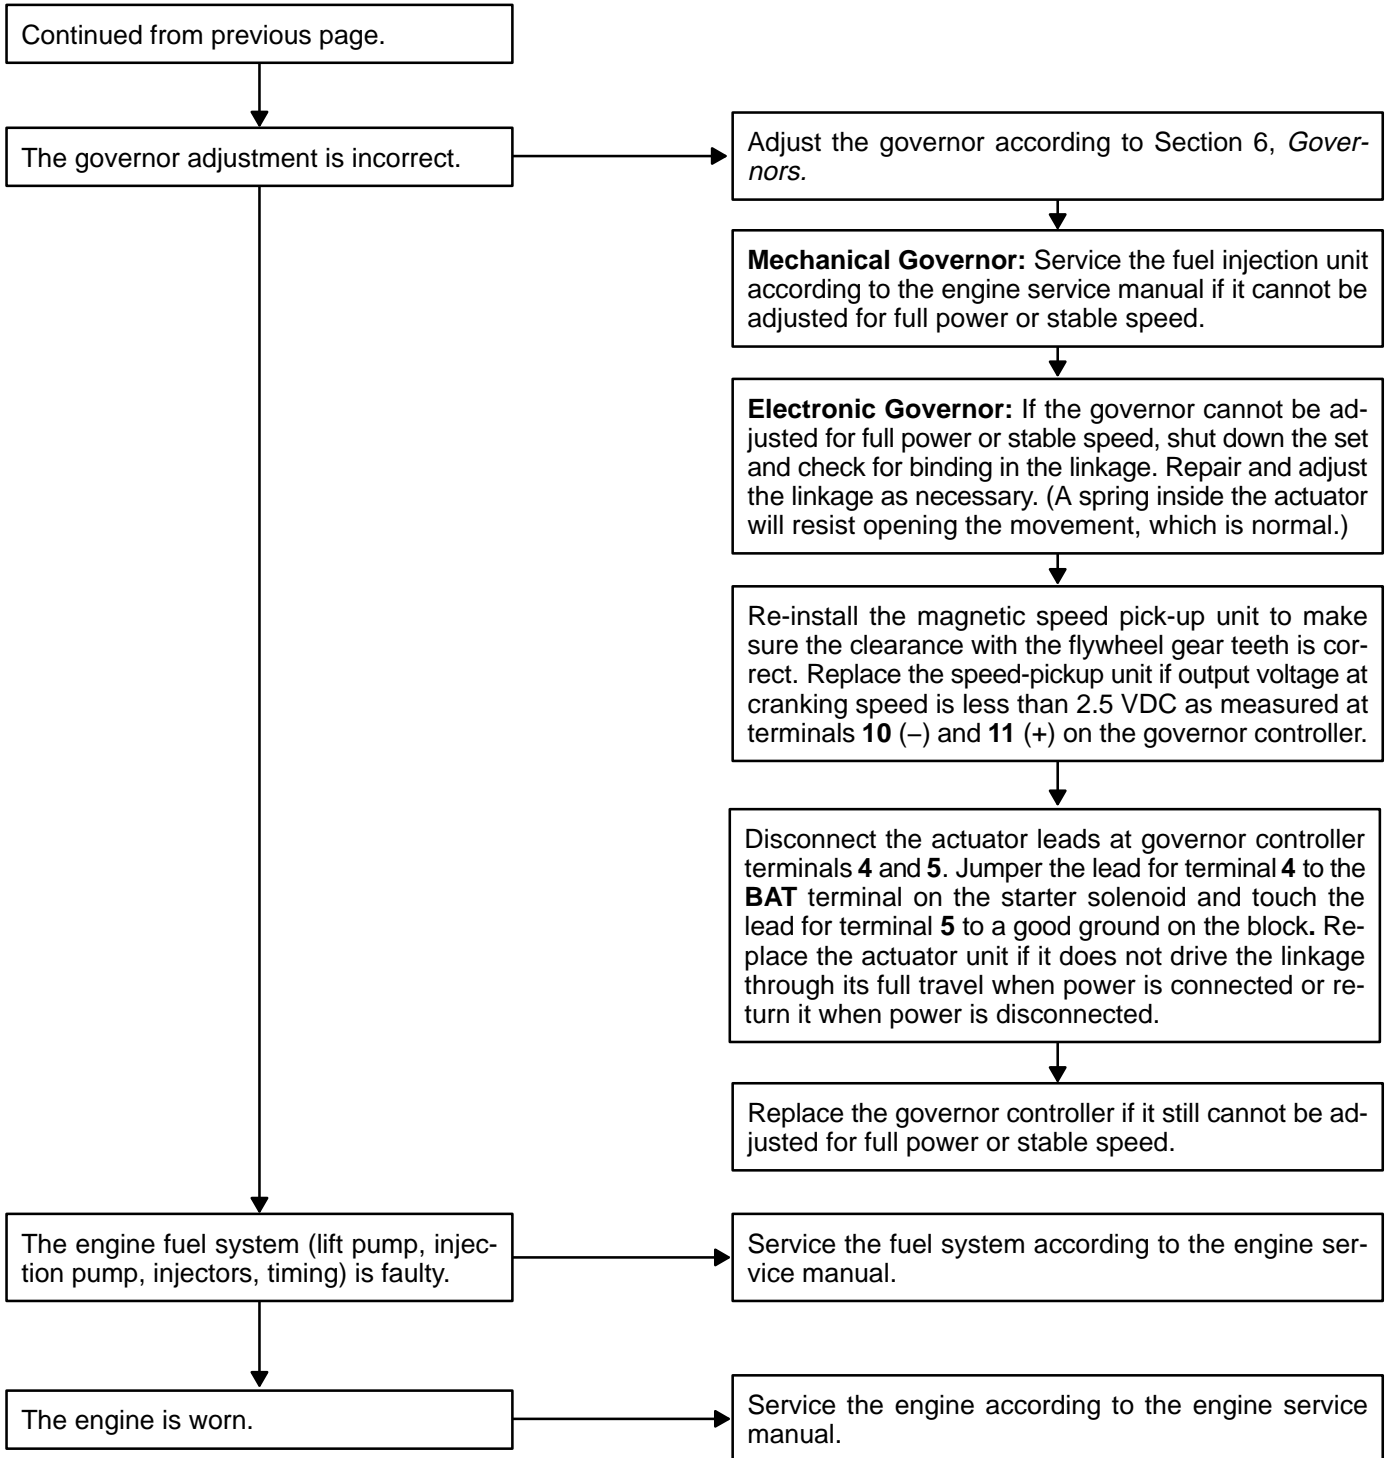 Continued from previous page.
The governor adjustment is incorrect.
Adjust the governor according to Section 6, Gover-
nors.
Mechanical Governor: Service the fuel injection unit
according to the engine service manual if it cannot be
adjusted for full power or stable speed.
Electronic Governor: If the governor cannot be ad-
justed for full power or stable speed, shut down the set
and check for binding in the linkage. Repair and adjust
the linkage as necessary. (A spring inside the actuator
will resist opening the movement, which is normal.)
Re-install the magnetic speed pick-up unit to make
sure the clearance with the flywheel gear teeth is cor-
rect. Replace the speed-pickup unit if output voltage at
cranking speed is less than 2.5 VDC as measured at
terminals 10 (–) and 11 (+) on the governor controller.
Disconnect the actuator leads at governor controller
terminals 4 and 5. Jumper the lead for terminal 4 to the
BAT terminal on the starter solenoid and touch the
lead for terminal 5 to a good ground on the block. Re-
place the actuator unit if it does not drive the linkage
through its full travel when power is connected or re-
turn it when power is disconnected.
Replace the governor controller if it still cannot be ad-
justed for full power or stable speed.
The engine fuel system (lift pump, injec-
tion pump, injectors, timing) is faulty.
Service the fuel system according to the engine ser-
vice manual.
The engine is worn.
Service the engine according to the engine service
manual.